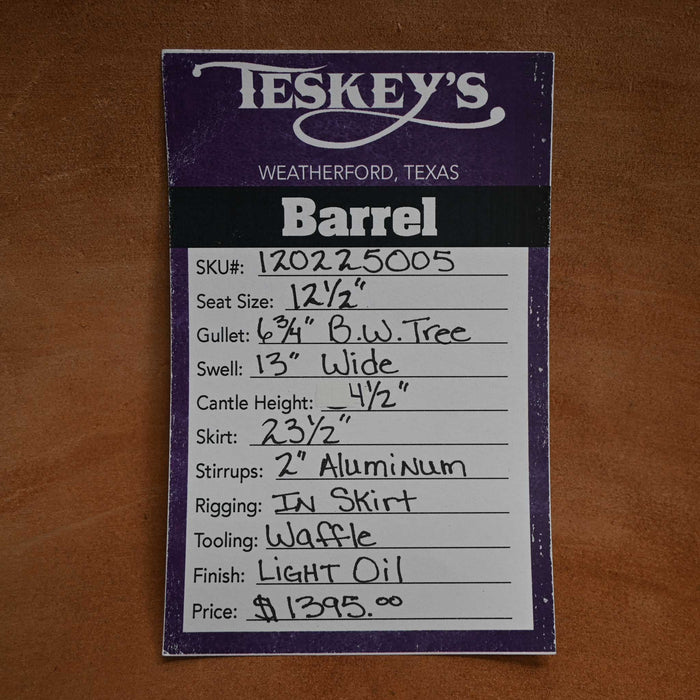 TESKEY'S
WEATHERFORD, TEXAS
Barrel
SKU#: 120225005
Seat Size: 12½"
Gullet: 6¾" B.W. Tree
Swell: 13" Wide
Cantle Height: _4½"
Skirt: 23½"
Stirrups: 2" Aluminum
Rigging: In Skirt
Tooling: Waffle
Finish: Light Oil
Price: $1395.00